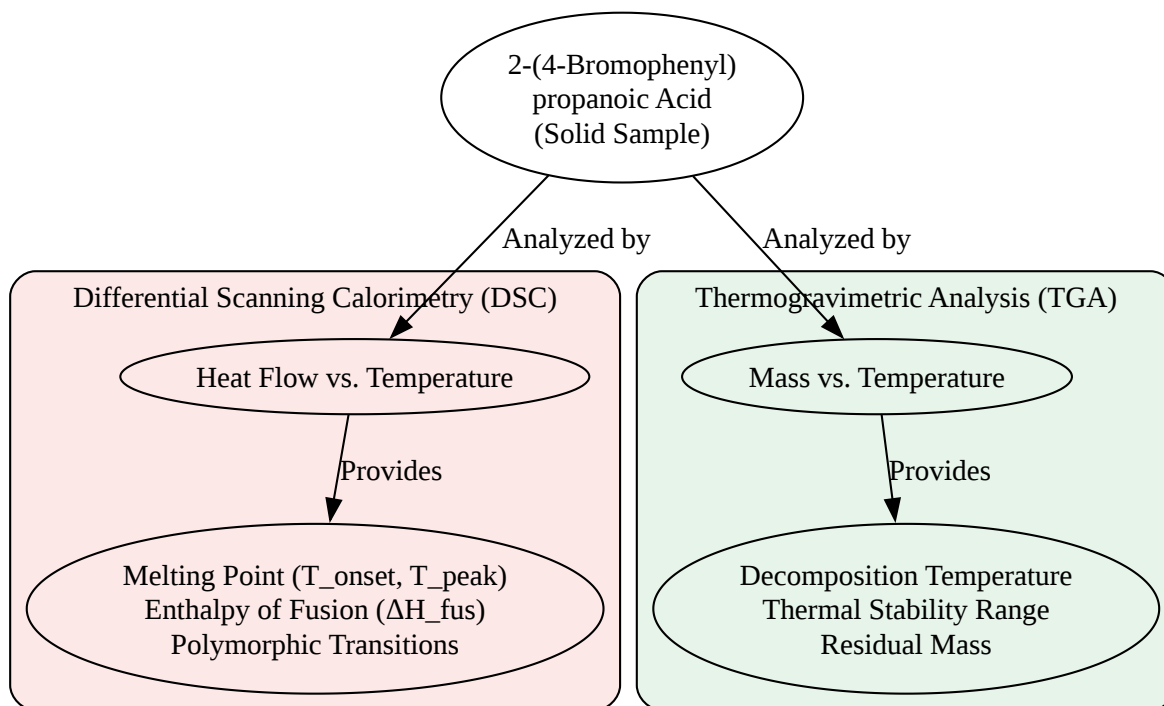 2-(4-Bromophenyl)
propanoic Acid
(Solid Sample)
Analyzed by
Analyzed by
Differential Scanning Calorimetry (DSC)
Thermogravimetric Analysis (TGA)
Heat Flow vs. Temperature
Mass vs. Temperature
Provides
Provides
Melting Point (T_onset, T_peak)
Enthalpy of Fusion (ΔH_fus)
Polymorphic Transitions
Decomposition Temperature
Thermal Stability Range
Residual Mass